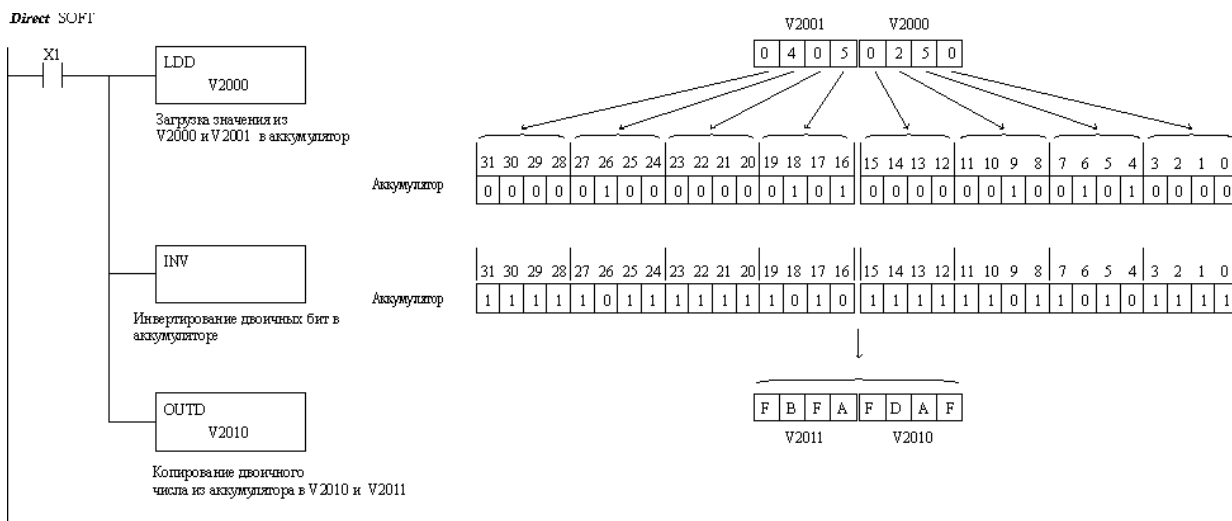 Direct SOFT
X1
LDD
V2000
Загрузка значения из
V2000 и V2001 в аккумулятор
V2001 V2000
0 4 0 5 0 2 5 0
31 30 29 28 27 26 25 24 23 22 21 20 19 18 17 16 15 14 13 12 11 10 9 8 7 6 5 4 3 2 1 0
Аккумулятор 0 0 0 0 0 1 0 0 0 0 0 0 0 1 0 1 0 0 0 0 0 0 1 0 0 1 0 1 0 0 0 0
INV
Инвертирование двоичных бит в
аккумуляторе
31 30 29 28 27 26 25 24 23 22 21 20 19 18 17 16 15 14 13 12 11 10 9 8 7 6 5 4 3 2 1 0
Аккумулятор 1 1 1 1 1 0 1 1 1 1 1 1 1 0 1 0 1 1 1 1 1 1 0 1 1 0 1 0 1 1 1 1
OUTD
V2010
Копирование двоичного
числа из аккумулятора в V2010 и V2011
F B F A F D A F
V2011 V2010